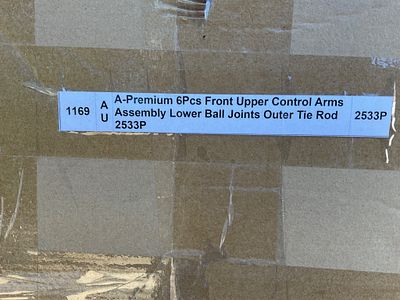 1169
A
U
A-Premium 6Pcs Front Upper Control Arms
Assembly Lower Ball Joints Outer Tie Rod
2533P
2533P